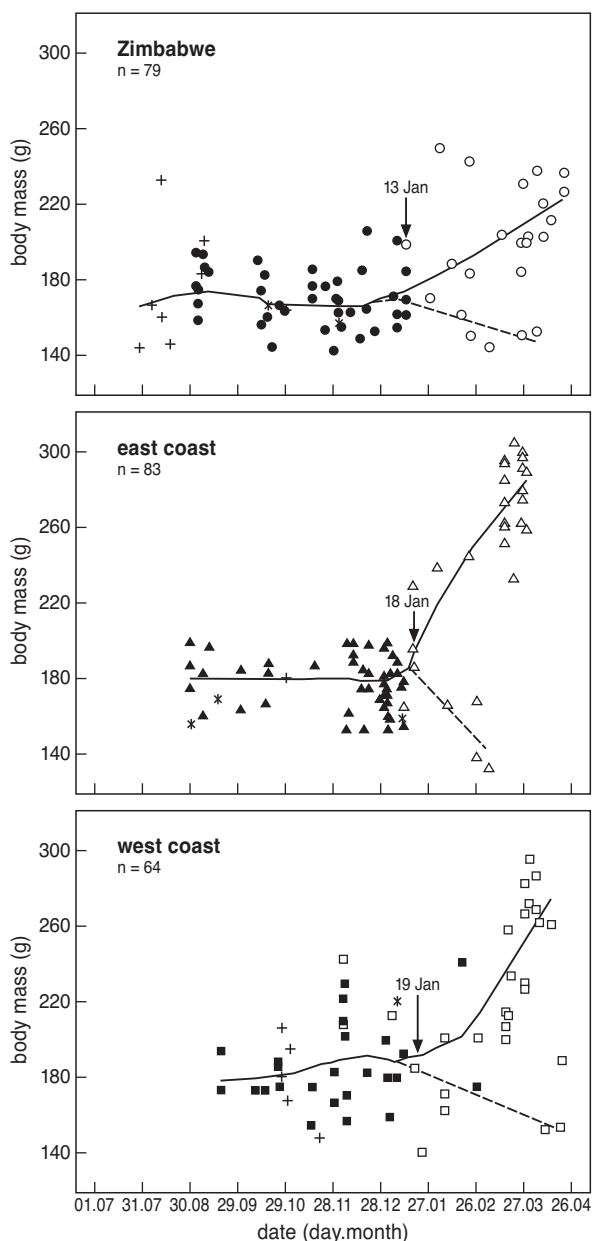 Zimbabwe
n = 79
300
260
220
180
140
body mass (g)
13 Jan
east coast
n = 83
300
260
220
180
140
body mass (g)
18 Jan
west coast
n = 64
300
260
220
180
140
body mass (g)
19 Jan
01.07 31.07 30.08 29.09 29.10 28.11 28.12 27.01 26.02 27.03 26.04
date (day.month)